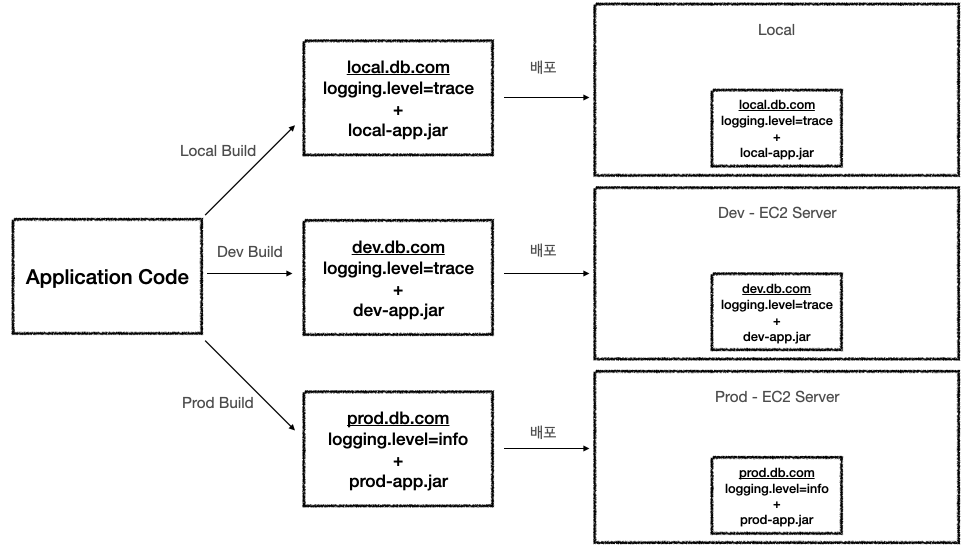 Application Code
Local Build
local.db.com
logging.level=trace
+
local-app.jar
배포
Local
local.db.com
logging.level=trace
+
local-app.jar
Dev Build
dev.db.com
logging.level=trace
+
dev-app.jar
배포
Dev - EC2 Server
dev.db.com
logging.level=trace
+
dev-app.jar
Prod Build
prod.db.com
logging.level=info
+
prod-app.jar
배포
Prod - EC2 Server
prod.db.com
logging.level=info
+
prod-app.jar